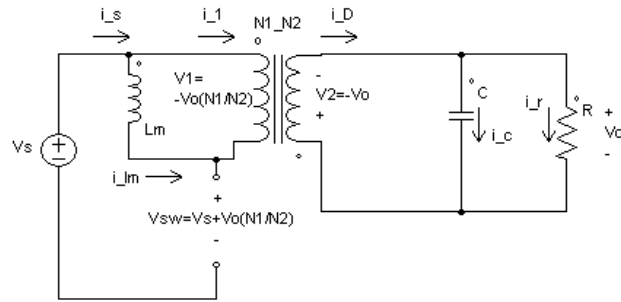 i_s
i_1
N1_N2
i_D
V1=
-Vo(N1/N2)
-
V2=-Vo
+
C
i_c
i_r
R
+
Vo
-
Vs
Lm
i_lm
+
Vsw=Vs+Vo(N1/N2)
-